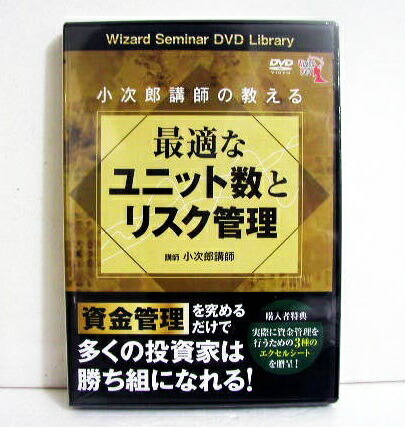 Wizard Seminar DVD Library
DVD
VIDEO
小次郎講師の教える
最適な
ユニット数と
リスク管理
講師 小次郎講師
資金管理を究める
だけで
多くの投資家は
勝ち組になれる!
購入者特典
実際に資金管理を
行うための3種の
エクセルシート
を贈呈!